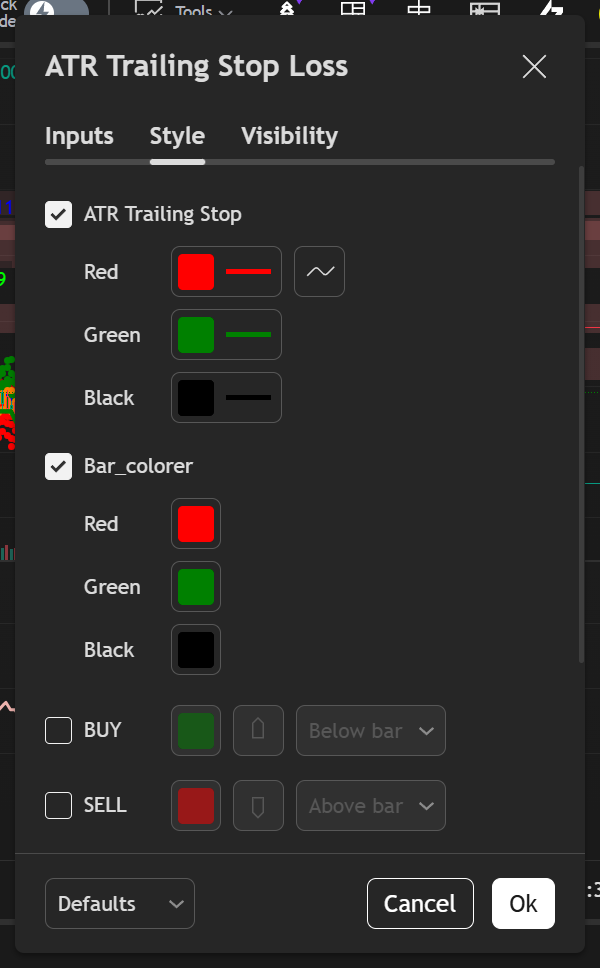 Tools
ATR Trailing Stop Loss
Inputs Style Visibility
ATR Trailing Stop
Red
Green
Black
Bar_colorer
Red
Green
Black
BUY Below bar
SELL Above bar
Defaults Cancel Ok